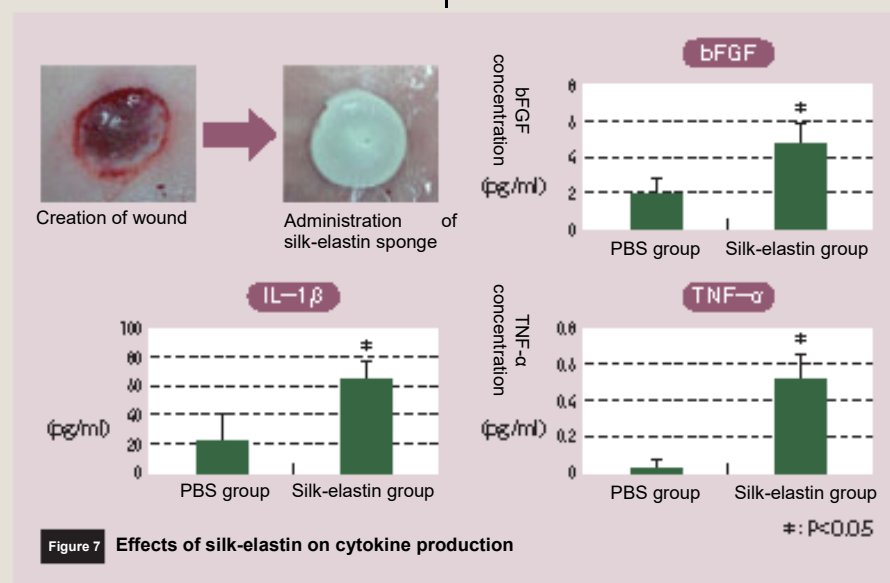 Creation of wound
Administration of
silk-elastin sponge
bFGF
bFGF
concentration
(pg/ml)
8
6
4
2
0
‡
PBS group
Silk-elastin group
IL-1β
(pg/ml)
100
80
60
40
20
0
‡
PBS group
Silk-elastin group
TNF-α
TNF-α
concentration
(pg/ml)
0.8
0.6
0.4
0.2
0
‡
PBS group
Silk-elastin group
‡: P<0.05
Figure 7
Effects of silk-elastin on cytokine production